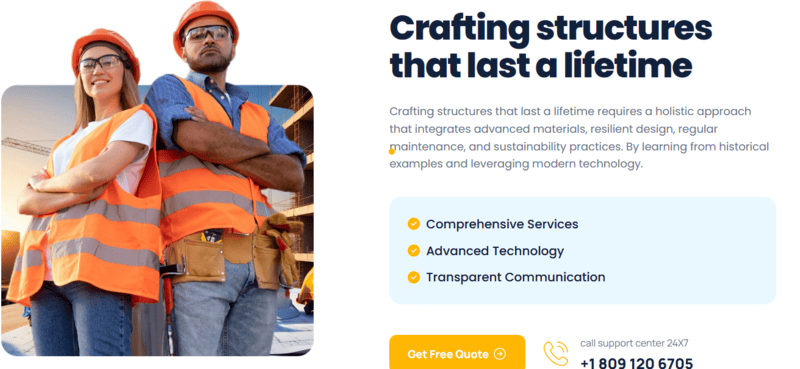 Crafting structures
that last a lifetime
Crafting structures that last a lifetime requires a holistic approach
that integrates advanced materials, resilient design, regular
maintenance, and sustainability practices. By learning from historical
examples and leveraging modern technology.
Comprehensive Services
Advanced Technology
Transparent Communication
Get Free Quote
call support center 24X7
+1 809 120 6705